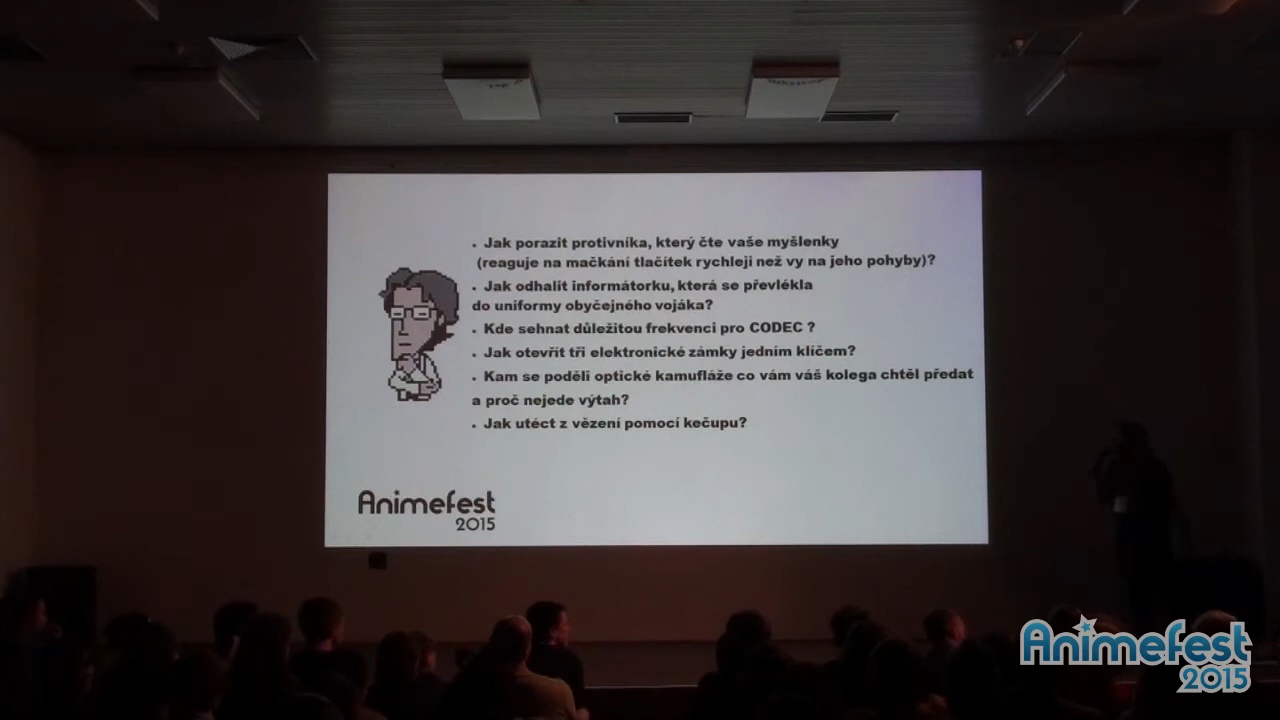 . Jak porazit protivníka, který čte vaše myšlenky
(reaguje na mačkání tlačítek rychleji než vy na jeho pohyby)?
. Jak odhalit informátorku, která se převlékla
do uniformy obyčejného vojáka?
. Kde sehnat důležitou frekvenci pro CODEC ?
. Jak otevřít tři elektronické zámky jedním klíčem?
. Kam se poděli optické kamufláže co vám váš kolega chtěl předat
a proč nejede výtah?
. Jak utéct z vězení pomocí kečupu?
Animefest
2015
Animefest
2015